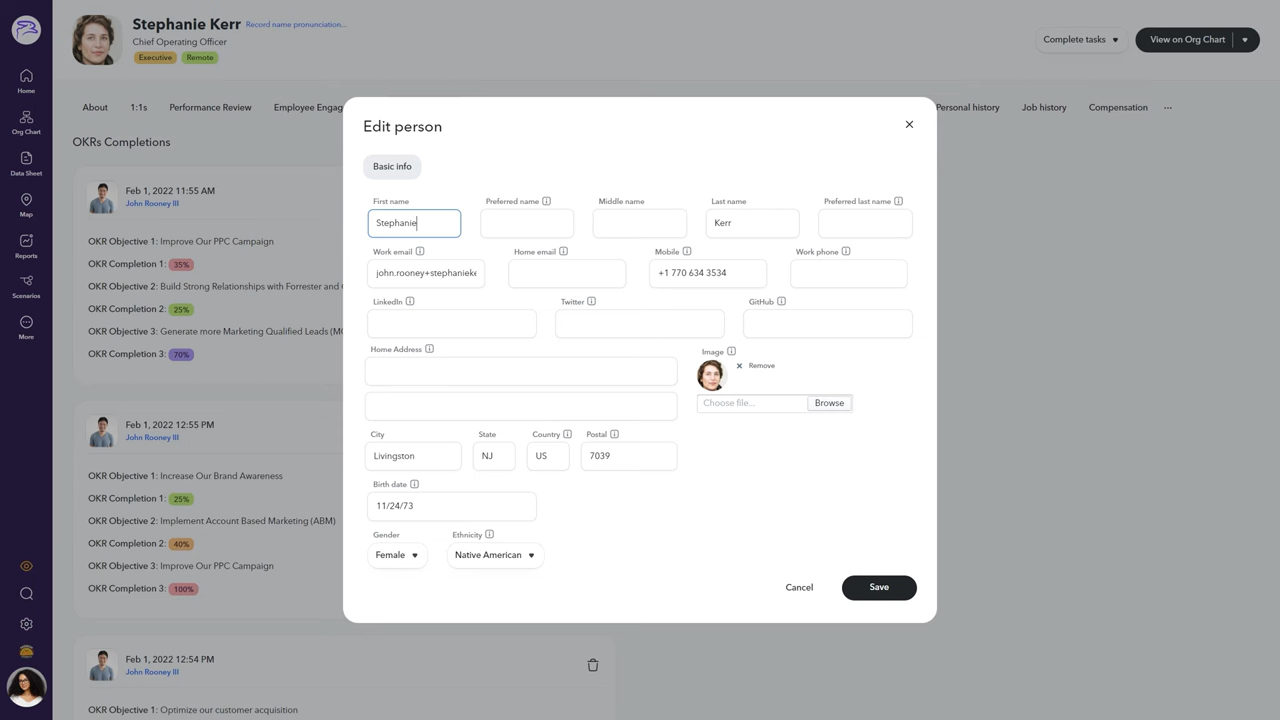 Stephanie Kerr Record name pronunciation...
Chief Operating Officer
Executive Remote
Complete tasks
View on Org Chart
Home
Org Chart
Data Sheet
Map
Reports
Scenarios
More
About 1:1s Performance Review Employee Engag
Personal history Job history Compensation ...
OKRs Completions
Feb 1, 2022 11:55 AM
John Rooney III
OKR Objective 1: Improve Our PPC Campaign
OKR Completion 1: 35%
OKR Objective 2: Build Strong Relationships with Forrester and
OKR Completion 2: 25%
OKR Objective 3: Generate more Marketing Qualified Leads
OKR Completion 3: 70%
Feb 1, 2022 12:55 PM
John Rooney III
OKR Objective 1: Increase Our Brand Awareness
OKR Completion 1: 25%
OKR Objective 2: Implement Account Based Marketing (ABM)
OKR Completion 2: 40%
OKR Objective 3: Improve Our PPC Campaign
OKR Completion 3: 100%
Feb 1, 2022 12:54 PM
John Rooney III
OKR Objective 1: Optimize our customer acquisition
Edit person
Basic info
First name Preferred name Middle name Last name Preferred last name
Stephanie Kerr
Work email Home email Mobile Work phone
john.rooney+stephanieke +1 770 634 3534
LinkedIn Twitter GitHub
Home Address
Image
Remove
Choose file... Browse
City State Country Postal
Livingston NJ US 7039
Birth date
11/24/73
Gender Ethnicity
Female Native American
Cancel Save